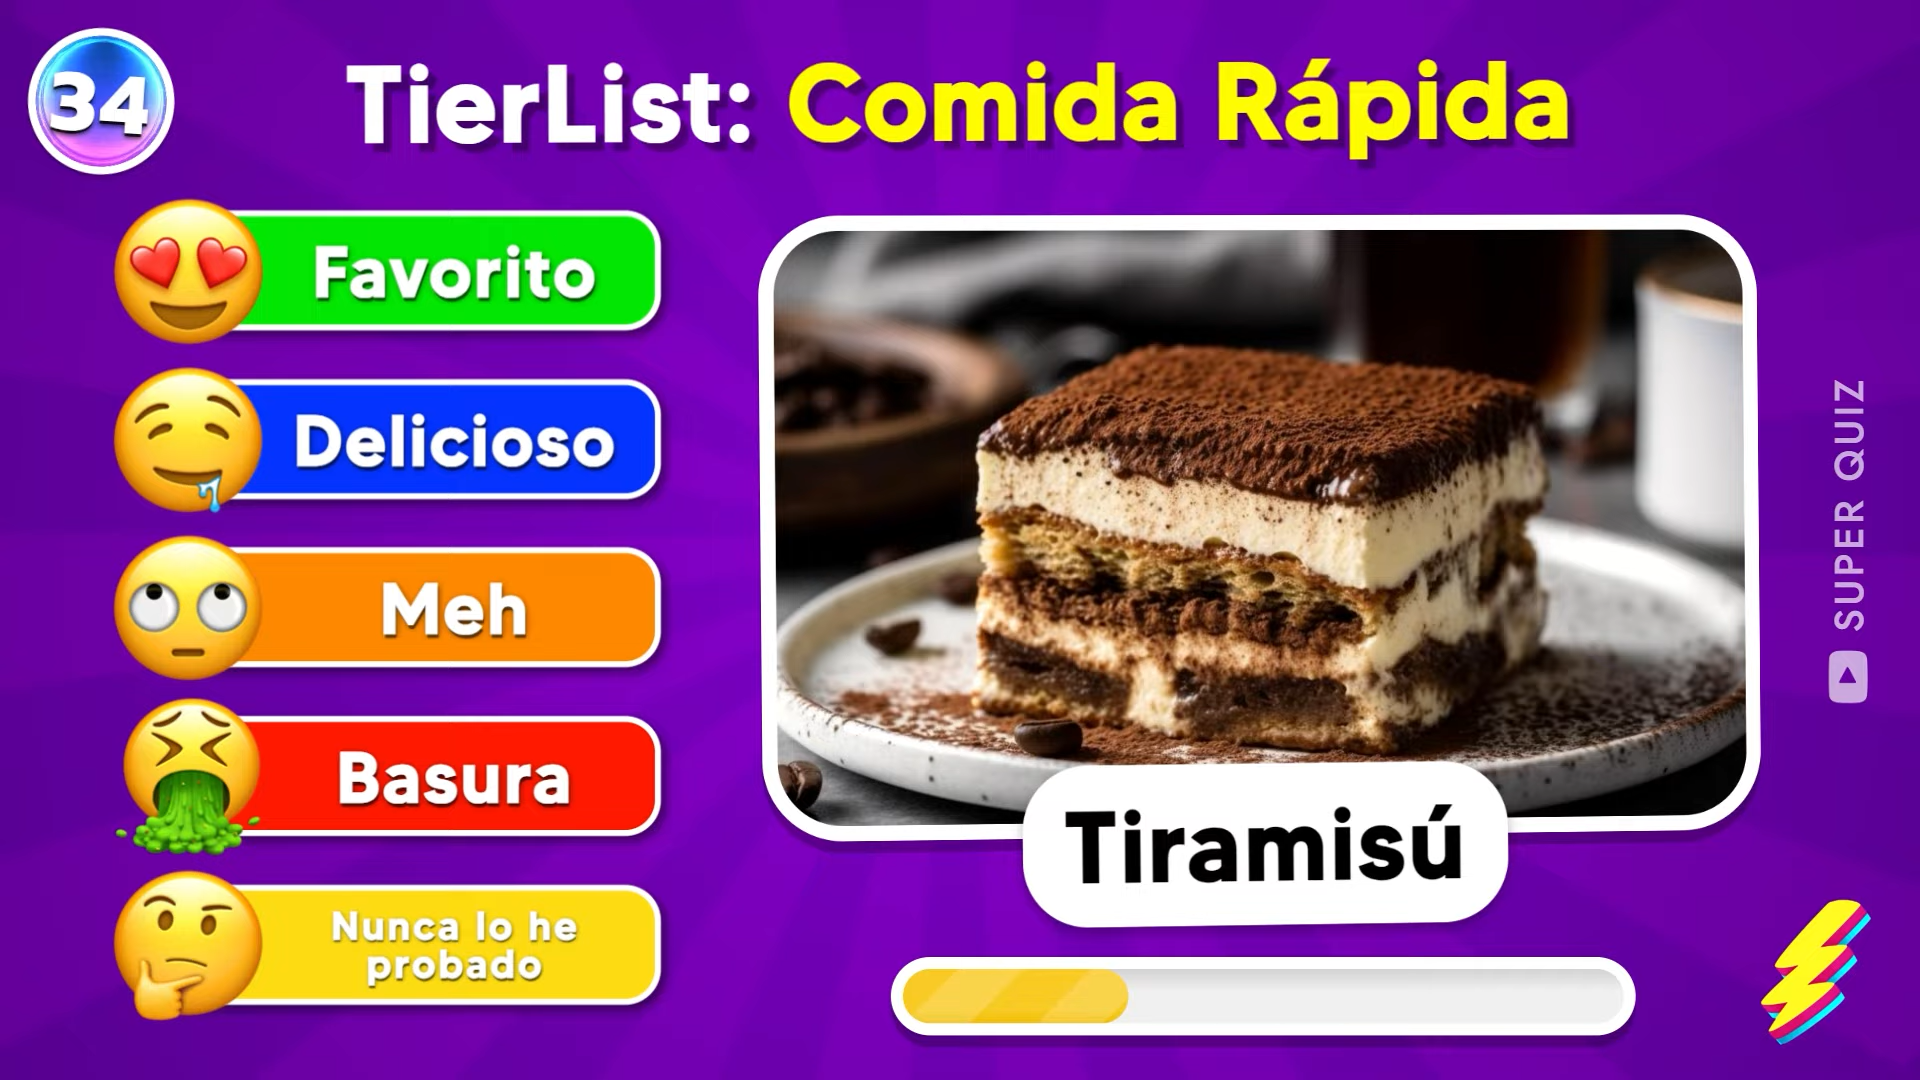 34
TierList: Comida Rápida
Favorito
Delicioso
Meh
Basura
Nunca lo he
probado
Tiramisú
SUPER QUIZ